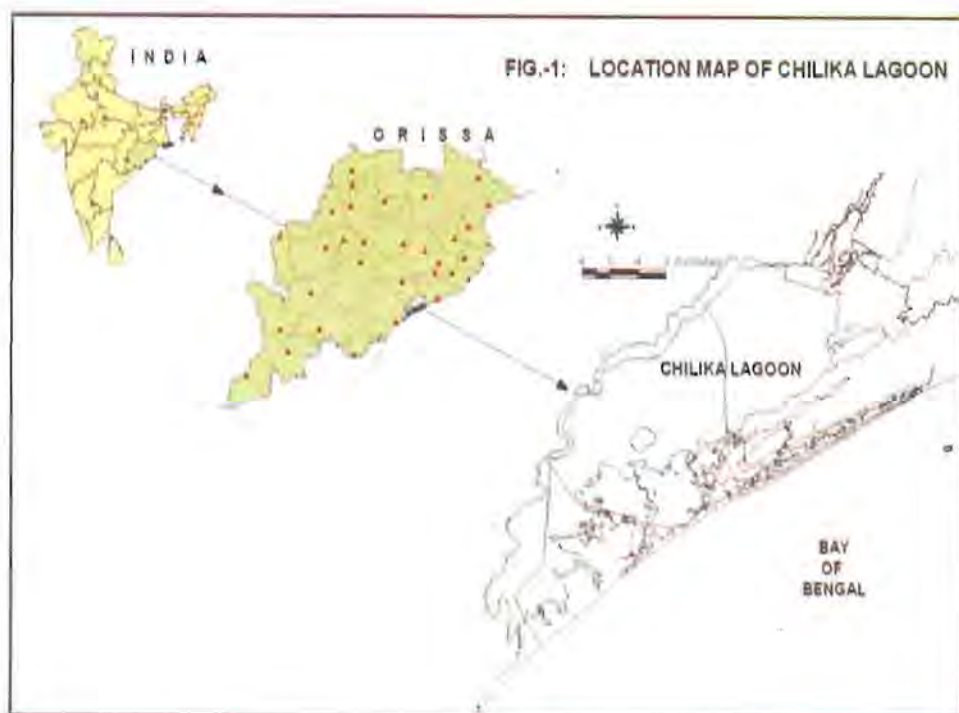 INDIA
FIG.-1: LOCATION MAP OF CHILIKA LAGOON
ORISSA
CHILIKA LAGOON
BAY
OF
BENGAL